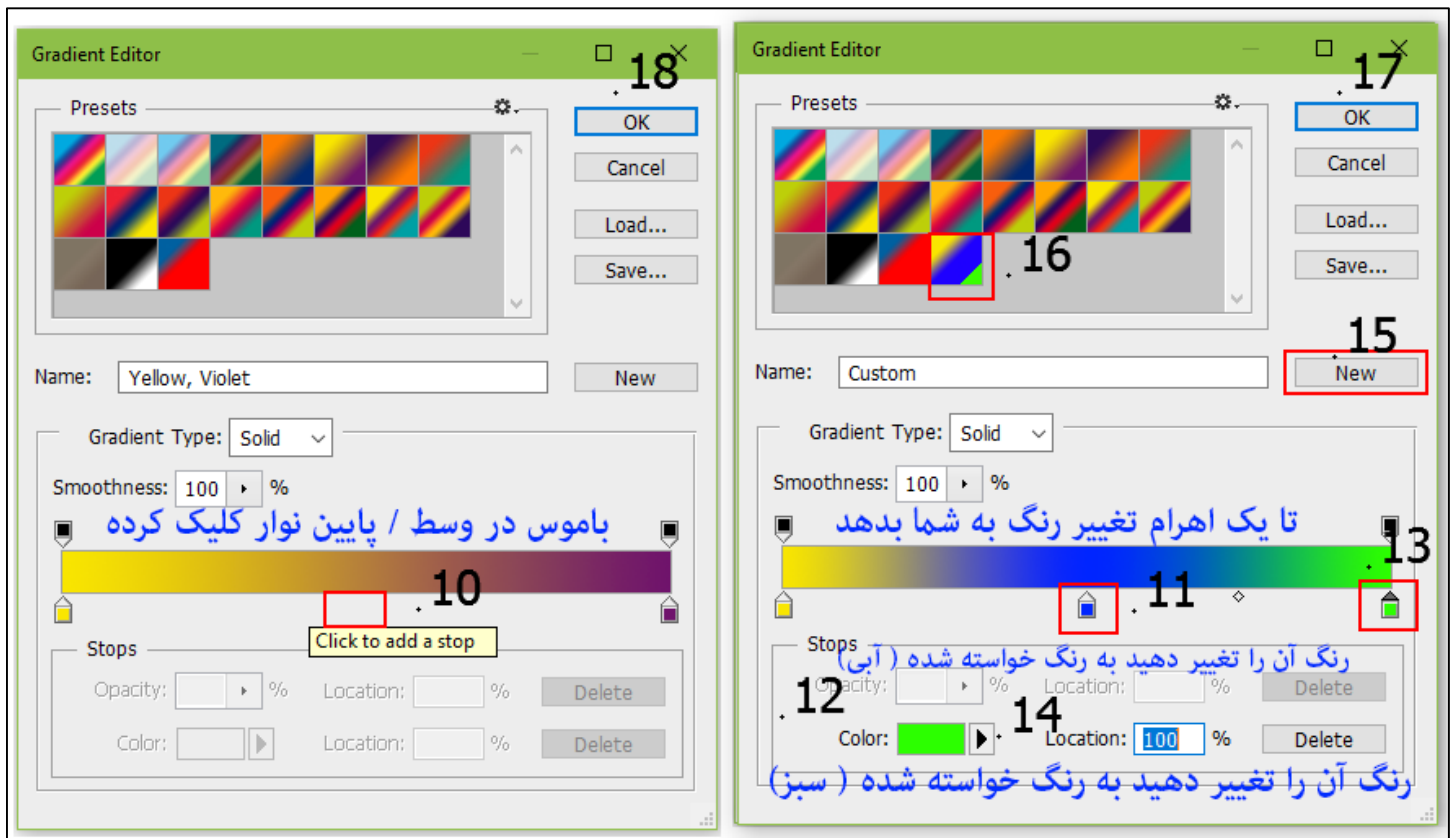 Gradient Editor
18
Presets
OK
Cancel
Load...
Save...
Name: Yellow, Violet
New
Gradient Type: Solid
Smoothness: 100 %
باموس در وسط / پایین نوار کلیک کرده
10
Click to add a stop
Stops
Opacity: % Location: % Delete
Color: Location: % Delete
Gradient Editor
17
Presets
OK
Cancel
Load...
16
Save...
15
Name: Custom
New
Gradient Type: Solid
Smoothness: 100 %
تا یک اهرام تغییر رنگ به شما بدهد
13
11
Stops
رنگ آن را تغییر دهید به رنگ خواسته شده ( آبی)
Opacity: % Location: % Delete
12
14
Color: Location: 100 % Delete
رنگ آن را تغییر دهید به رنگ خواسته شده ( سبز)